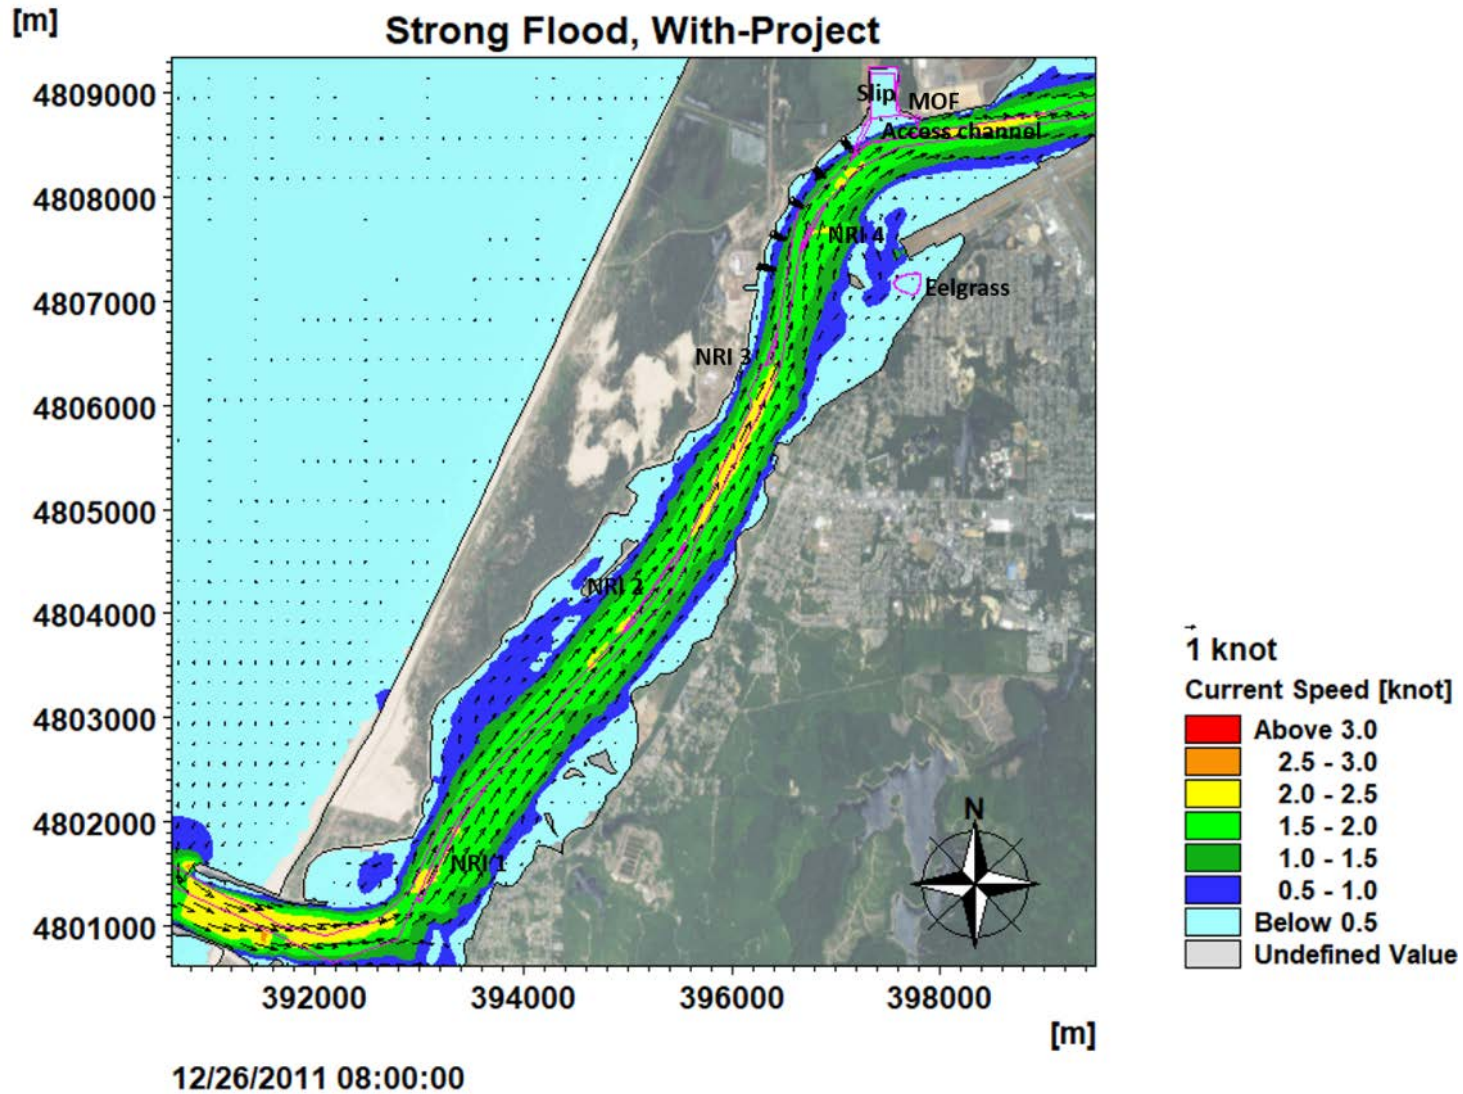 [m]
Strong Flood, With-Project
4809000
4808000
4807000
4806000
4805000
4804000
4803000
4802000
4801000
Slip
MOF
Access channel
NRI 4
Eelgrass
NRI 3
NRI 2
NRI 1
N
392000 394000 396000 398000
[m]
12/26/2011 08:00:00
1 knot
Current Speed [knot]
Above 3.0
2.5 - 3.0
2.0 - 2.5
1.5 - 2.0
1.0 - 1.5
0.5 - 1.0
Below 0.5
Undefined Value